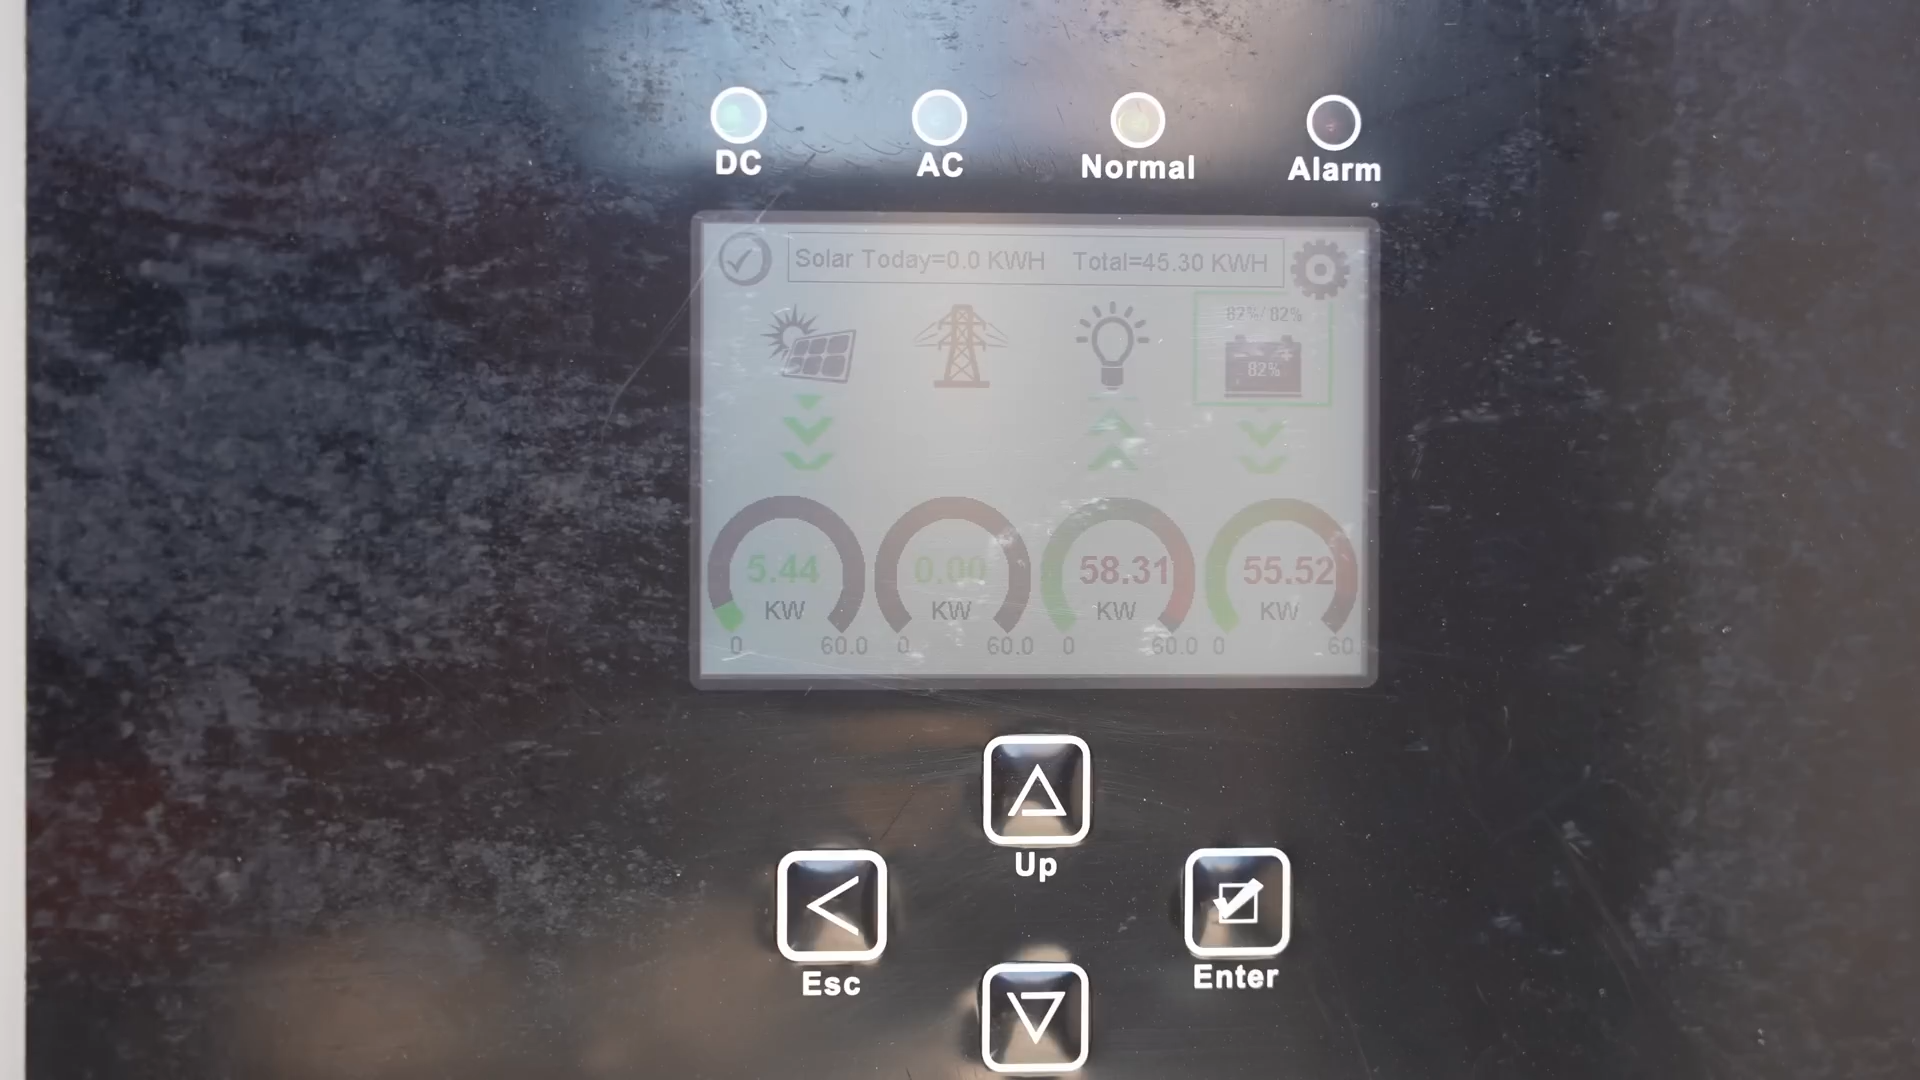 DC AC Normal Alarm
Solar Today=0.0 KWH Total=45.30 KWH
82%/82%
82%
5.44 0.00 58.31 55.52
KW KW KW KW
0 60.0 0 60.0 0 60.0 0 60.
Up
Esc Enter